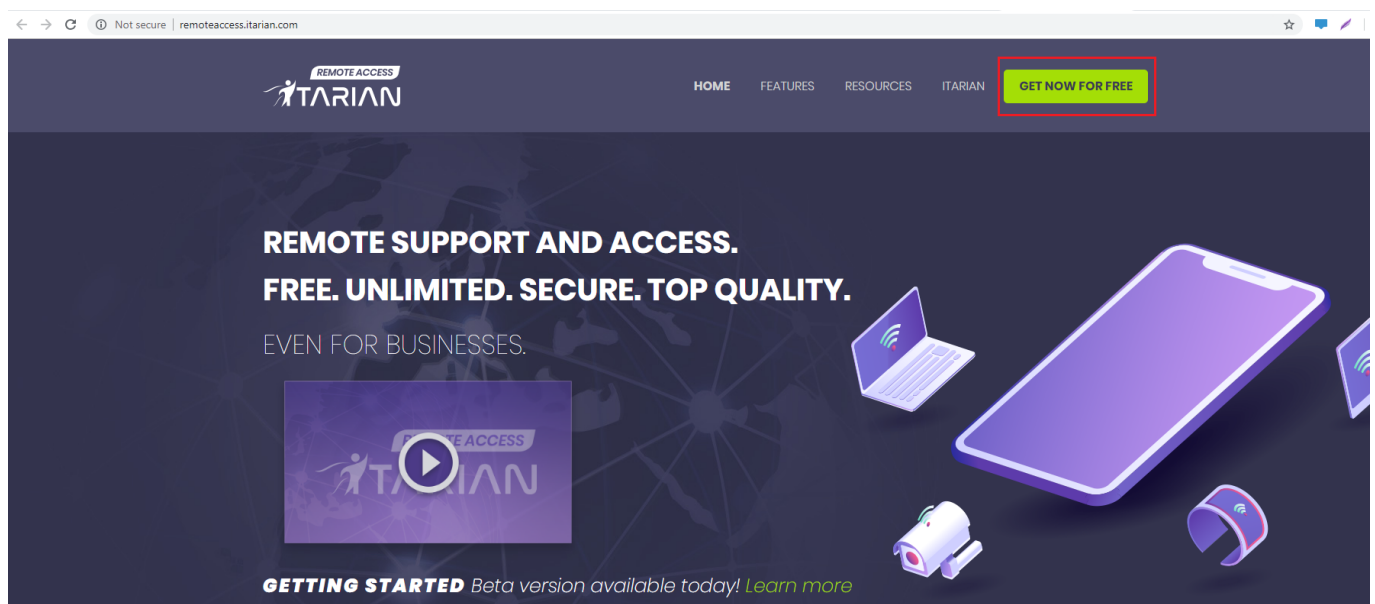 Not secure | remoteaccess.itarian.com
REMOTE ACCESS
ITARIAN
HOME FEATURES RESOURCES ITARIAN GET NOW FOR FREE
REMOTE SUPPORT AND ACCESS.
FREE. UNLIMITED. SECURE. TOP QUALITY.
EVEN FOR BUSINESSES.
REMOTE ACCESS
ITARIAN
GETTING STARTED Beta version available today! Learn more